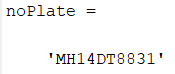 noPlate =
'MH14DT8831'